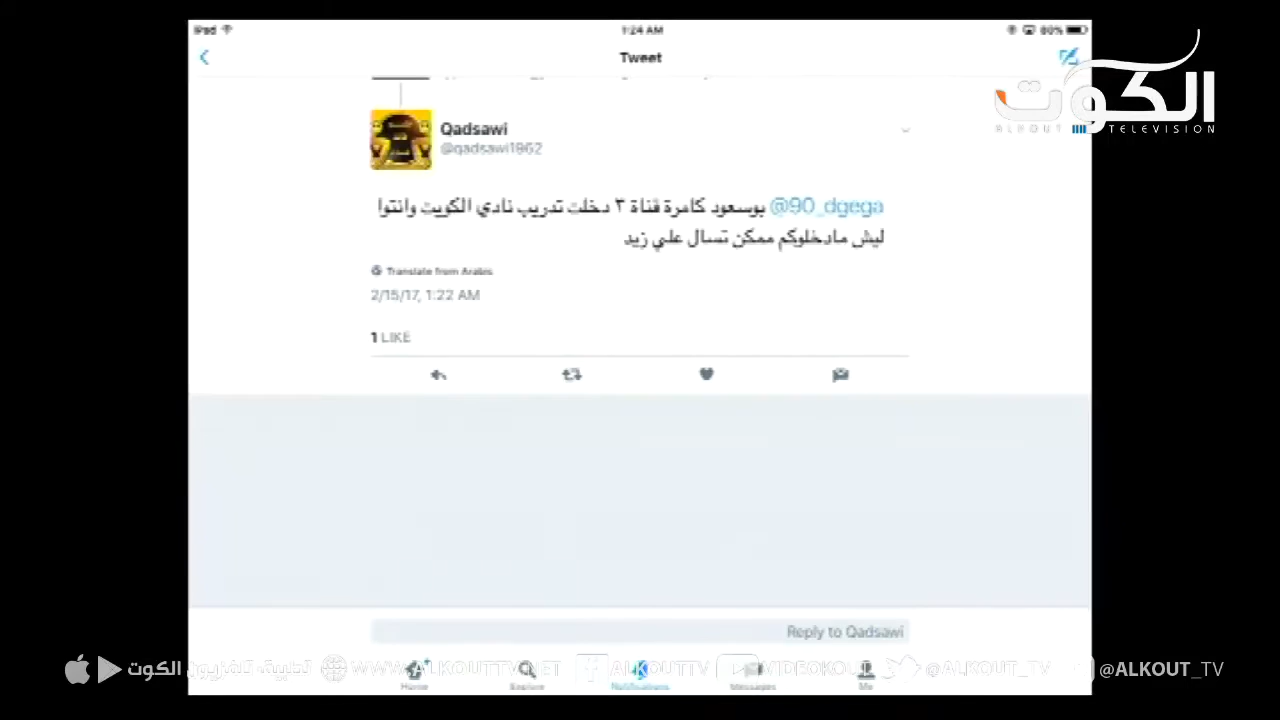 iPad
1:24 AM
80%
Tweet
الكوت
ALKOUT TELEVISION
Qadsawi
@qadsawi1962
@90_dgega بوسعود كامرة قناة ٣ دخلت تدريب نادي الكويت وانتوا
ليش مادخلوكم ممكن تسال علي زيد
Translate from Arabic
2/15/17, 1:22 AM
1 LIKE
Reply to Qadsawi
Home
Explore
Notifications
Messages
Me
تطبيق تلفزيون الكوت
WWW.ALKOUTTV.NET
ALKOUTTV
VIDEOKOUT
@ALKOUT_TV
@ALKOUT_TV